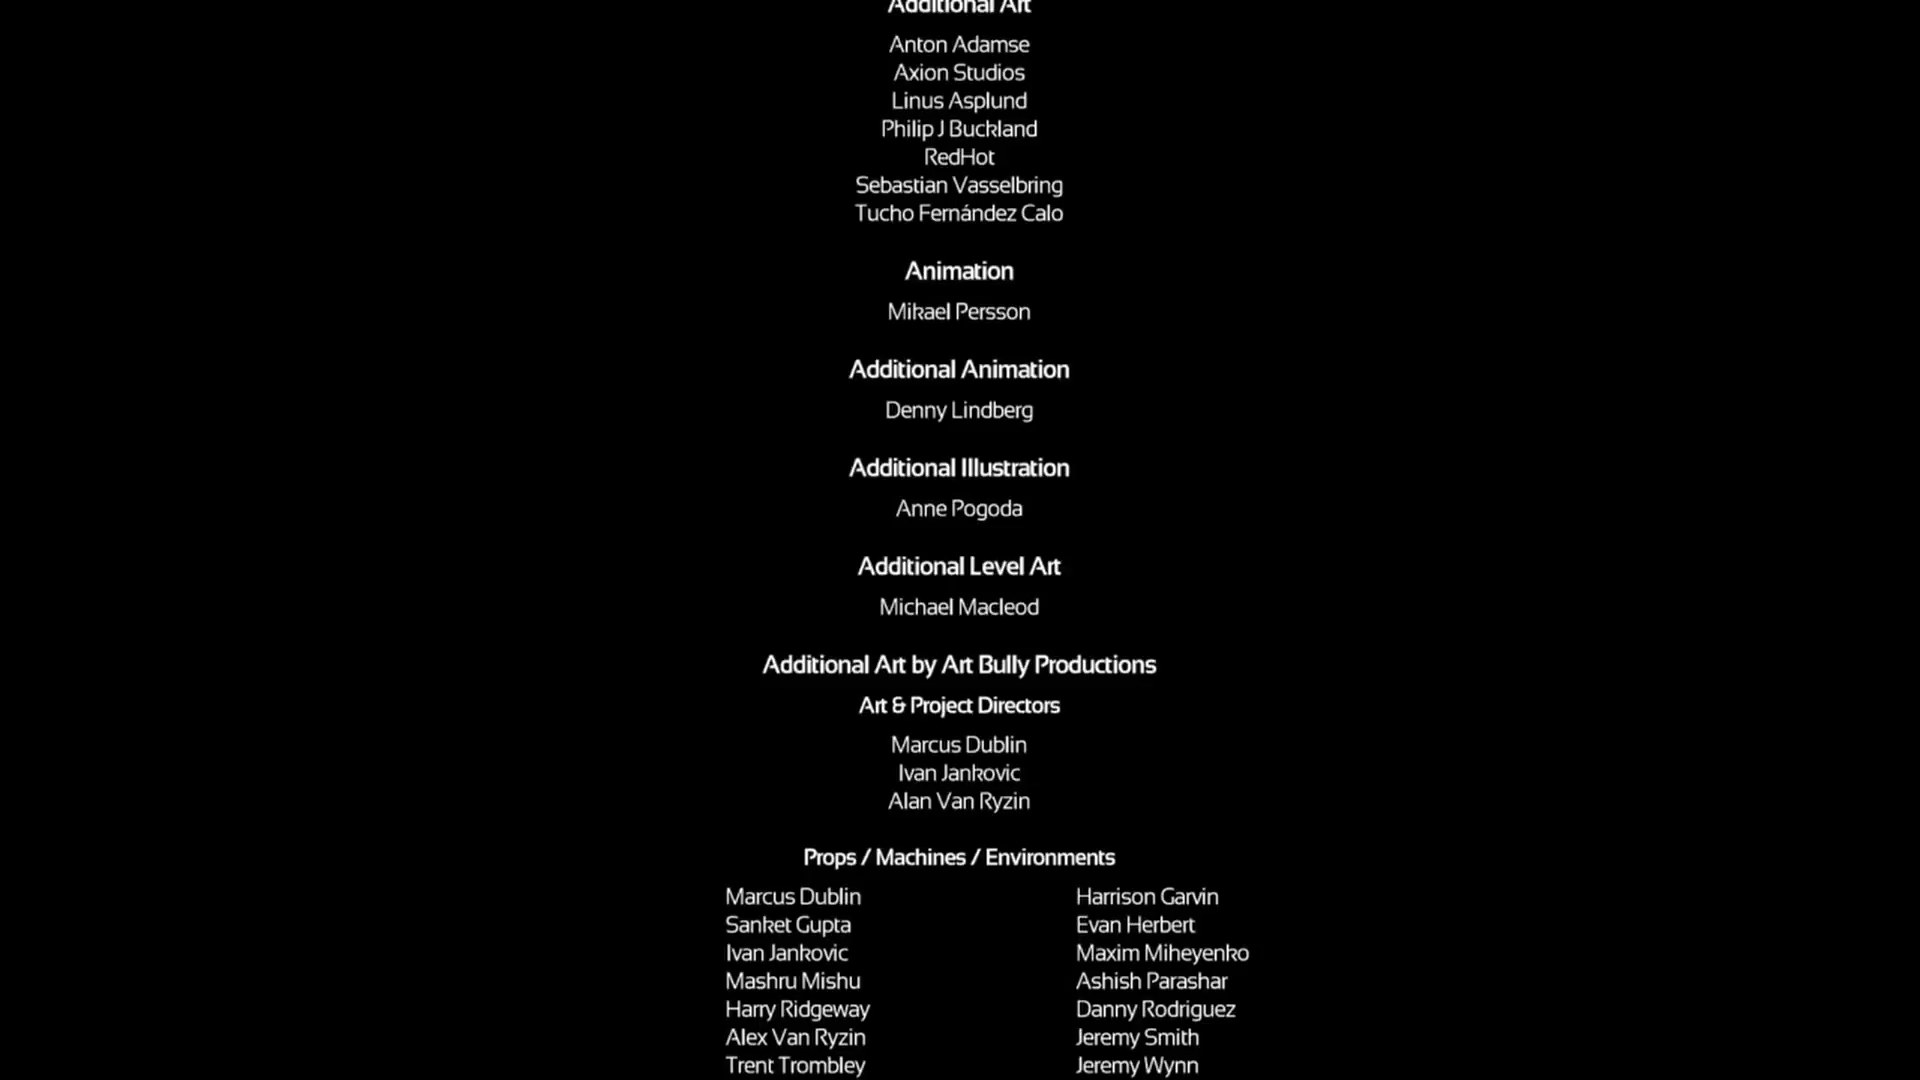 Additional Art
Anton Adamse
Axion Studios
Linus Asplund
Philip J Buckland
RedHot
Sebastian Vasselbring
Tucho Fernández Calo
Animation
Mikael Persson
Additional Animation
Denny Lindberg
Additional Illustration
Anne Pogoda
Additional Level Art
Michael Macleod
Additional Art by Art Bully Productions
Art & Project Directors
Marcus Dublin
Ivan Jankovic
Alan Van Ryzin
Props / Machines / Environments
Marcus Dublin
Sanket Gupta
Ivan Jankovic
Mashru Mishu
Harry Ridgeway
Alex Van Ryzin
Trent Trombley
Harrison Garvin
Evan Herbert
Maxim Miheyenko
Ashish Parashar
Danny Rodriguez
Jeremy Smith
Jeremy Wynn